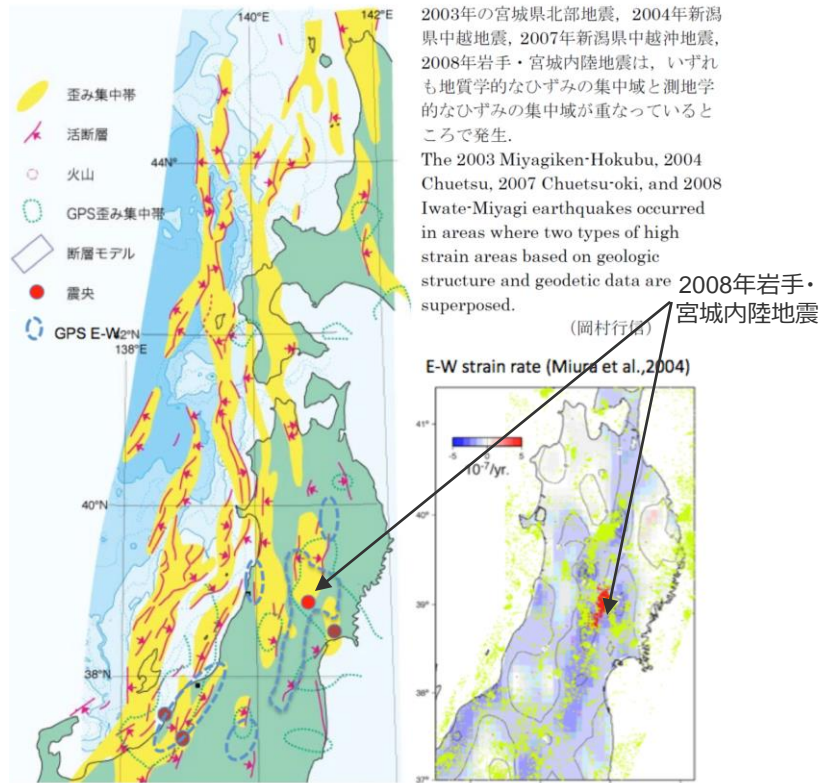 140°E
142°E
歪み集中帯
活断層
44N°
火山
GPS歪み集中帯
断層モデル
震央
GPS E-W
42°N
138°E
40°N
38°N
2003年の宮城県北部地震，2004年新潟
県中越地震，2007年新潟県中越沖地震，
2008年岩手・宮城内陸地震は，いずれ
も地質学的なひずみの集中域と測地学
的なひずみの集中域が重なっていると
ころで発生．
The 2003 Miyagiken-Hokubu, 2004
Chuetsu, 2007 Chuetsu-oki, and 2008
Iwate-Miyagi earthquakes occurred
in areas where two types of high
strain areas based on geologic
structure and geodetic data are
superposed.
（岡村行信）
2008年岩手・
宮城内陸地震
E-W strain rate (Miura et al.,2004)
41°
-5 0 5
10⁻⁷/yr.
40°
39°
38°
37°